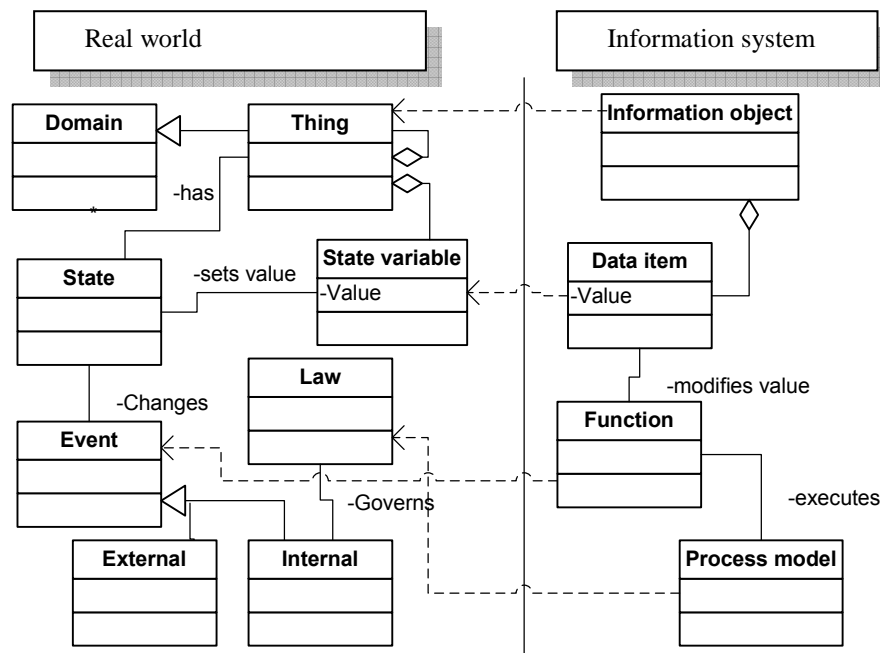 Real world
Information system
Domain
Thing
Information object
-has
*
State
-sets value
State variable
-Value
Data item
-Value
Law
-modifies value
-Changes
Event
Function
-Governs
-executes
External
Internal
Process model